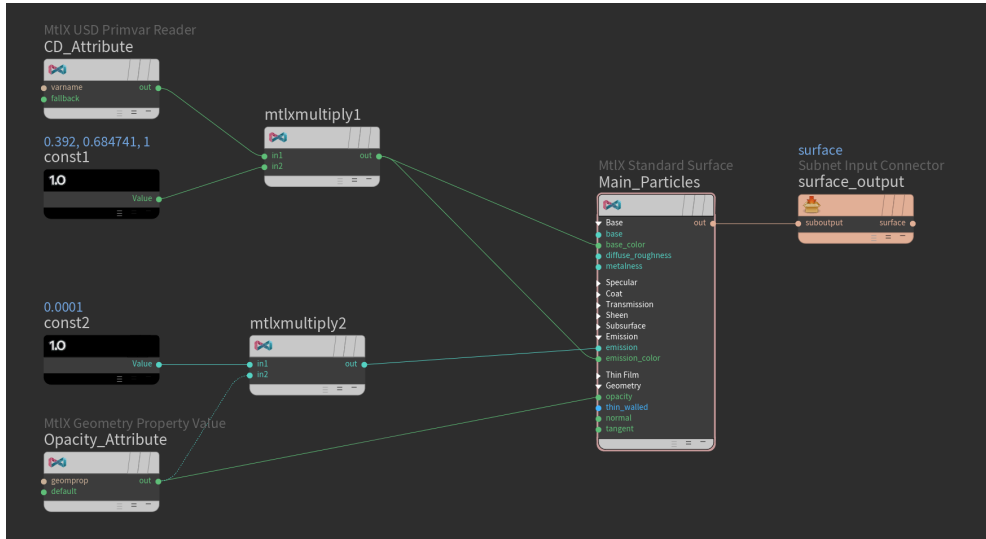 MtlX USD Primvar Reader
CD_Attribute
varname out
fallback
0.392, 0.684741, 1
const1
1.0
Value
mtlxmultiply1
in1 out
in2
0.0001
const2
1.0
Value
mtlxmultiply2
in1 out
in2
MtlX Geometry Property Value
Opacity_Attribute
geomprop out
default
MtlX Standard Surface
Main_Particles
Base out
base
base_color
diffuse_roughness
metalness
Specular
Coat
Transmission
Sheen
Subsurface
Emission
emission
emission_color
Thin Film
Geometry
opacity
thin_walled
normal
tangent
surface
Subnet Input Connector
surface_output
suboutput surface